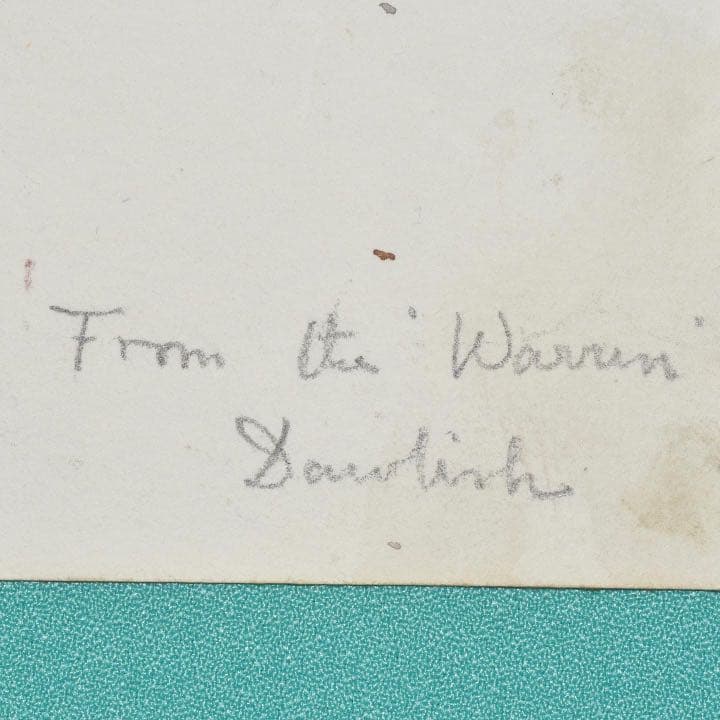 From the 'Warren'
Dawlish.